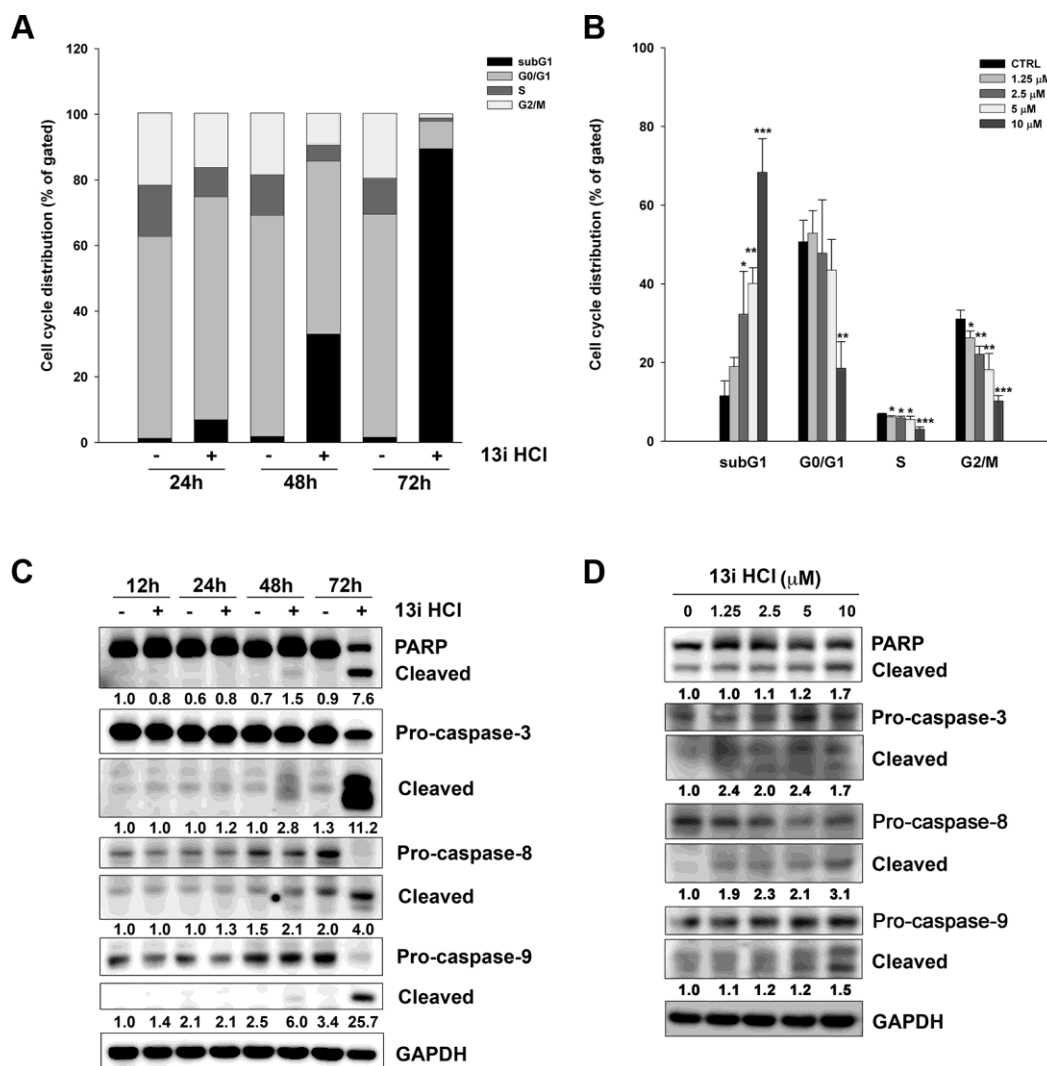 A
120
100
80
60
40
20
0
Cell cycle distribution (% of gated)
subG1
G0/G1
S
G2/M
- + - + - + 13i HCl
24h 48h 72h
B
100
80
60
40
20
0
Cell cycle distribution (% of gated)
CTRL
1.25 μM
2.5 μM
5 μM
10 μM
* ** ***
**
* * * ***
* ** ** ***
subG1 G0/G1 S G2/M
C
12h 24h 48h 72h
- + - + - + - + 13i HCl
PARP
Cleaved
1.0 0.8 0.6 0.8 0.7 1.5 0.9 7.6
Pro-caspase-3
Cleaved
1.0 1.0 1.0 1.2 1.0 2.8 1.3 11.2
Pro-caspase-8
Cleaved
1.0 1.0 1.0 1.3 1.5 2.1 2.0 4.0
Pro-caspase-9
Cleaved
1.0 1.4 2.1 2.1 2.5 6.0 3.4 25.7
GAPDH
D
13i HCl (μM)
0 1.25 2.5 5 10
PARP
Cleaved
1.0 1.0 1.1 1.2 1.7
Pro-caspase-3
Cleaved
1.0 2.4 2.0 2.4 1.7
Pro-caspase-8
Cleaved
1.0 1.9 2.3 2.1 3.1
Pro-caspase-9
Cleaved
1.0 1.1 1.2 1.2 1.5
GAPDH